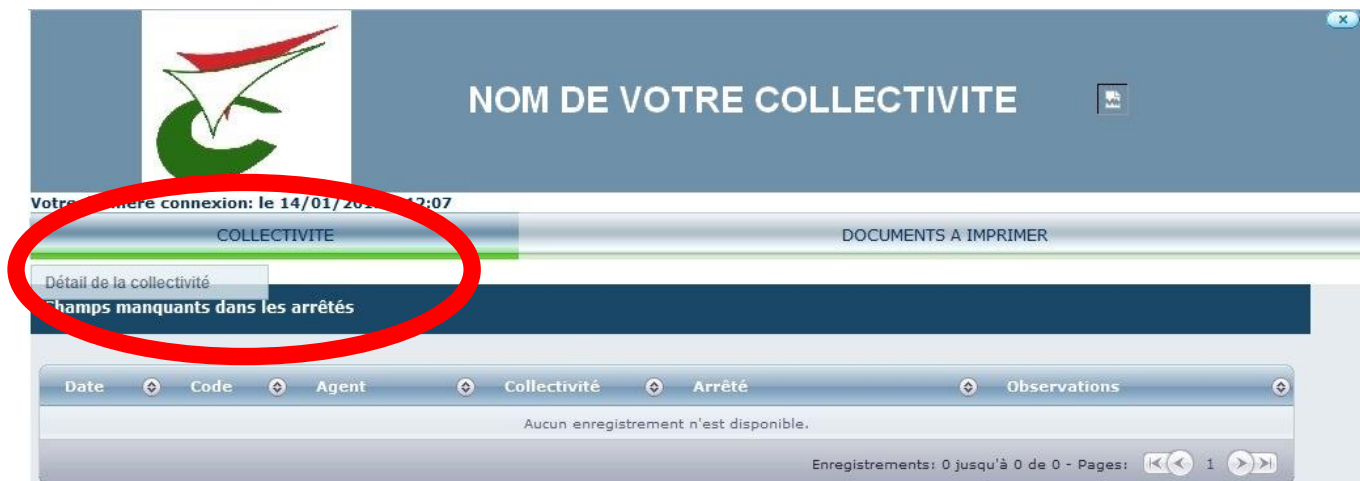 NOM DE VOTRE COLLECTIVITE
connexion: le 14/01/ 12:07
COLLECTIVITE DOCUMENTS A IMPRIMER
Détail de la collectivité
Champs manquants dans les arrêtés
Date Code Agent Collectivité Arrêté Observations
Aucun enregistrement n'est disponible.
Enregistrements: 0 jusqu'à 0 de 0 - Pages: 1